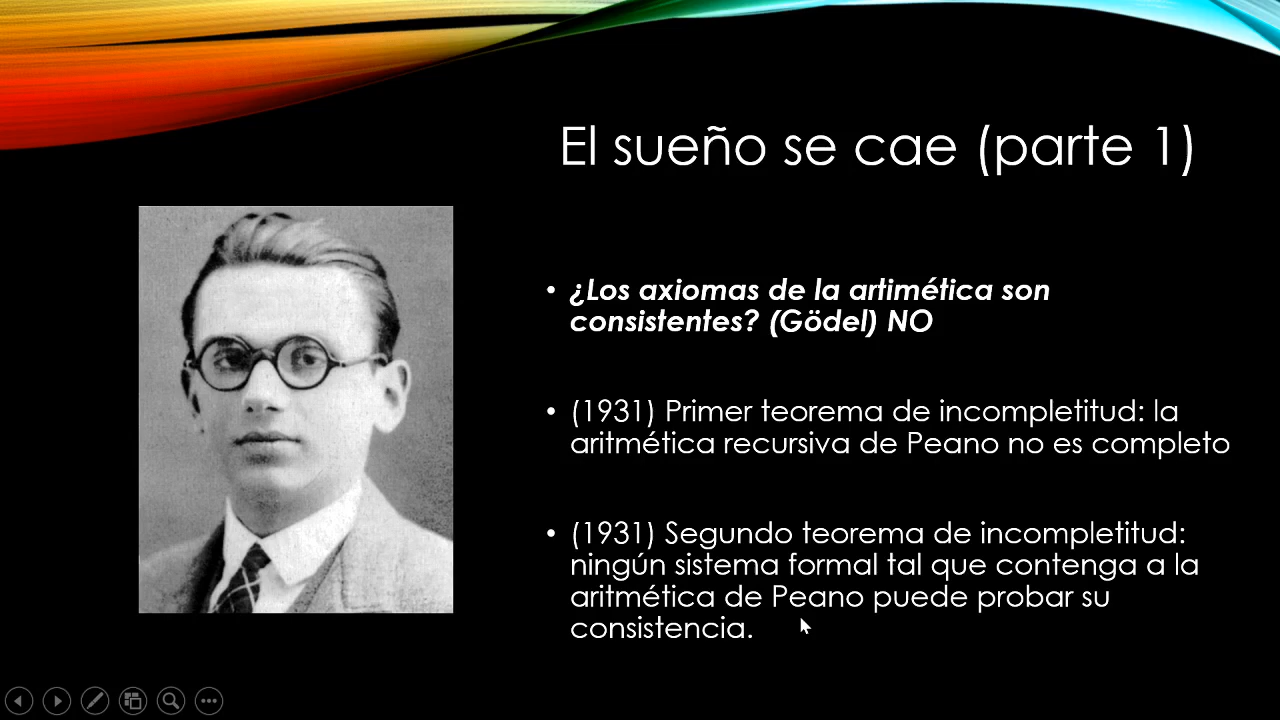 El sueño se cae (parte 1)
• ¿Los axiomas de la artimética son
consistentes? (Gödel) NO
• (1931) Primer teorema de incompletitud: la
aritmética recursiva de Peano no es completo
• (1931) Segundo teorema de incompletitud:
ningún sistema formal tal que contenga a la
aritmética de Peano puede probar su
consistencia.